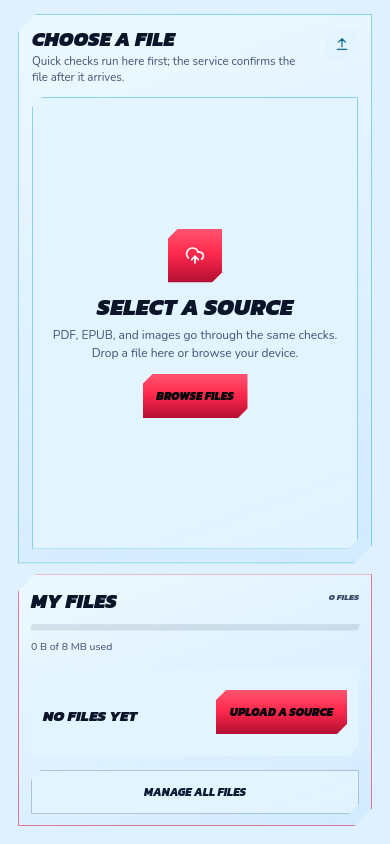 CHOOSE A FILE
Quick checks run here first; the service confirms the
file after it arrives.
SELECT A SOURCE
PDF, EPUB, and images go through the same checks.
Drop a file here or browse your device.
BROWSE FILES
MY FILES
0 FILES
0 B of 8 MB used
NO FILES YET
UPLOAD A SOURCE
MANAGE ALL FILES